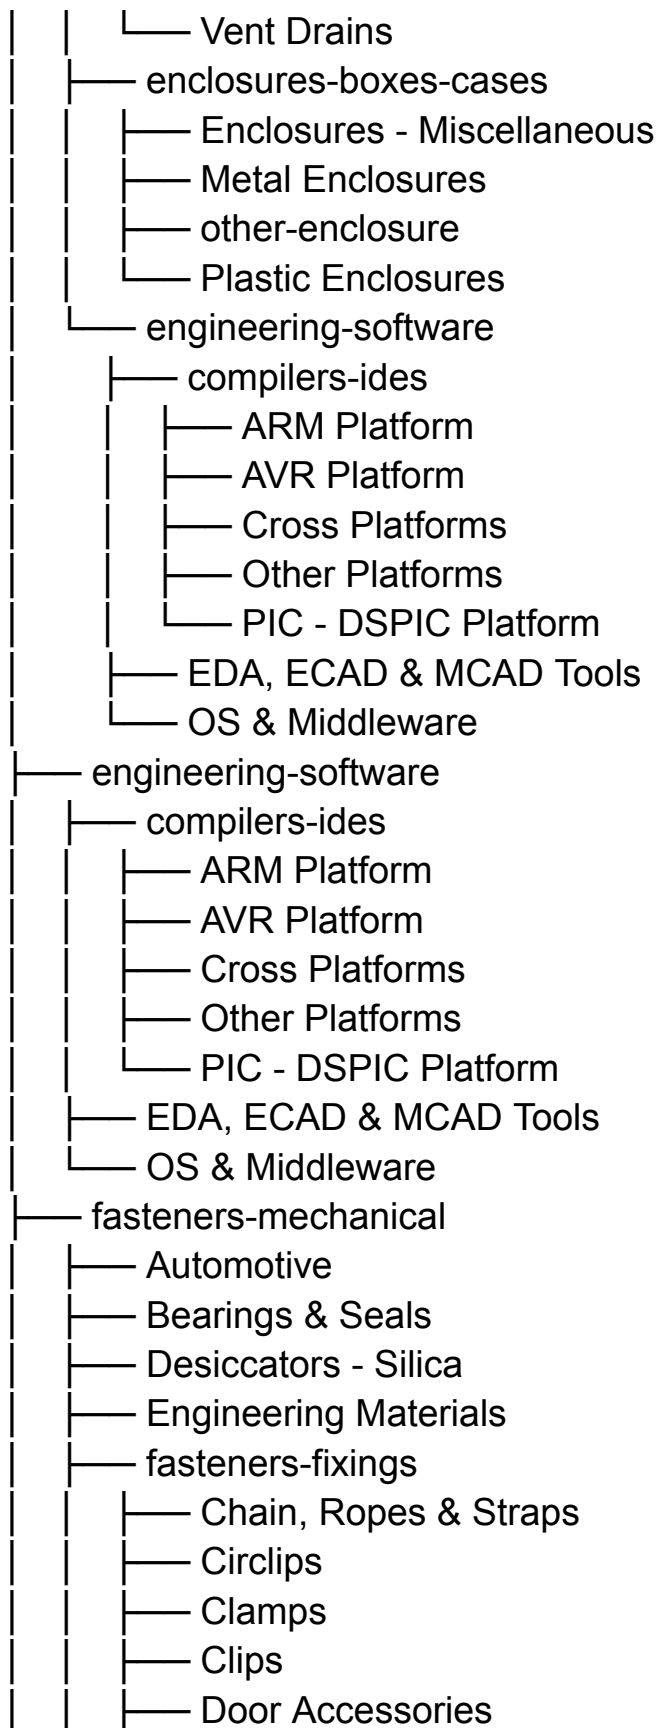 Vent Drains
enclosures-boxes-cases
Enclosures - Miscellaneous
Metal Enclosures
other-enclosure
Plastic Enclosures
engineering-software
compilers-ides
ARM Platform
AVR Platform
Cross Platforms
Other Platforms
PIC - DSPIC Platform
EDA, ECAD & MCAD Tools
OS & Middleware
engineering-software
compilers-ides
ARM Platform
AVR Platform
Cross Platforms
Other Platforms
PIC - DSPIC Platform
EDA, ECAD & MCAD Tools
OS & Middleware
fasteners-mechanical
Automotive
Bearings & Seals
Desiccators - Silica
Engineering Materials
fasteners-fixings
Chain, Ropes & Straps
Circlips
Clamps
Clips
Door Accessories